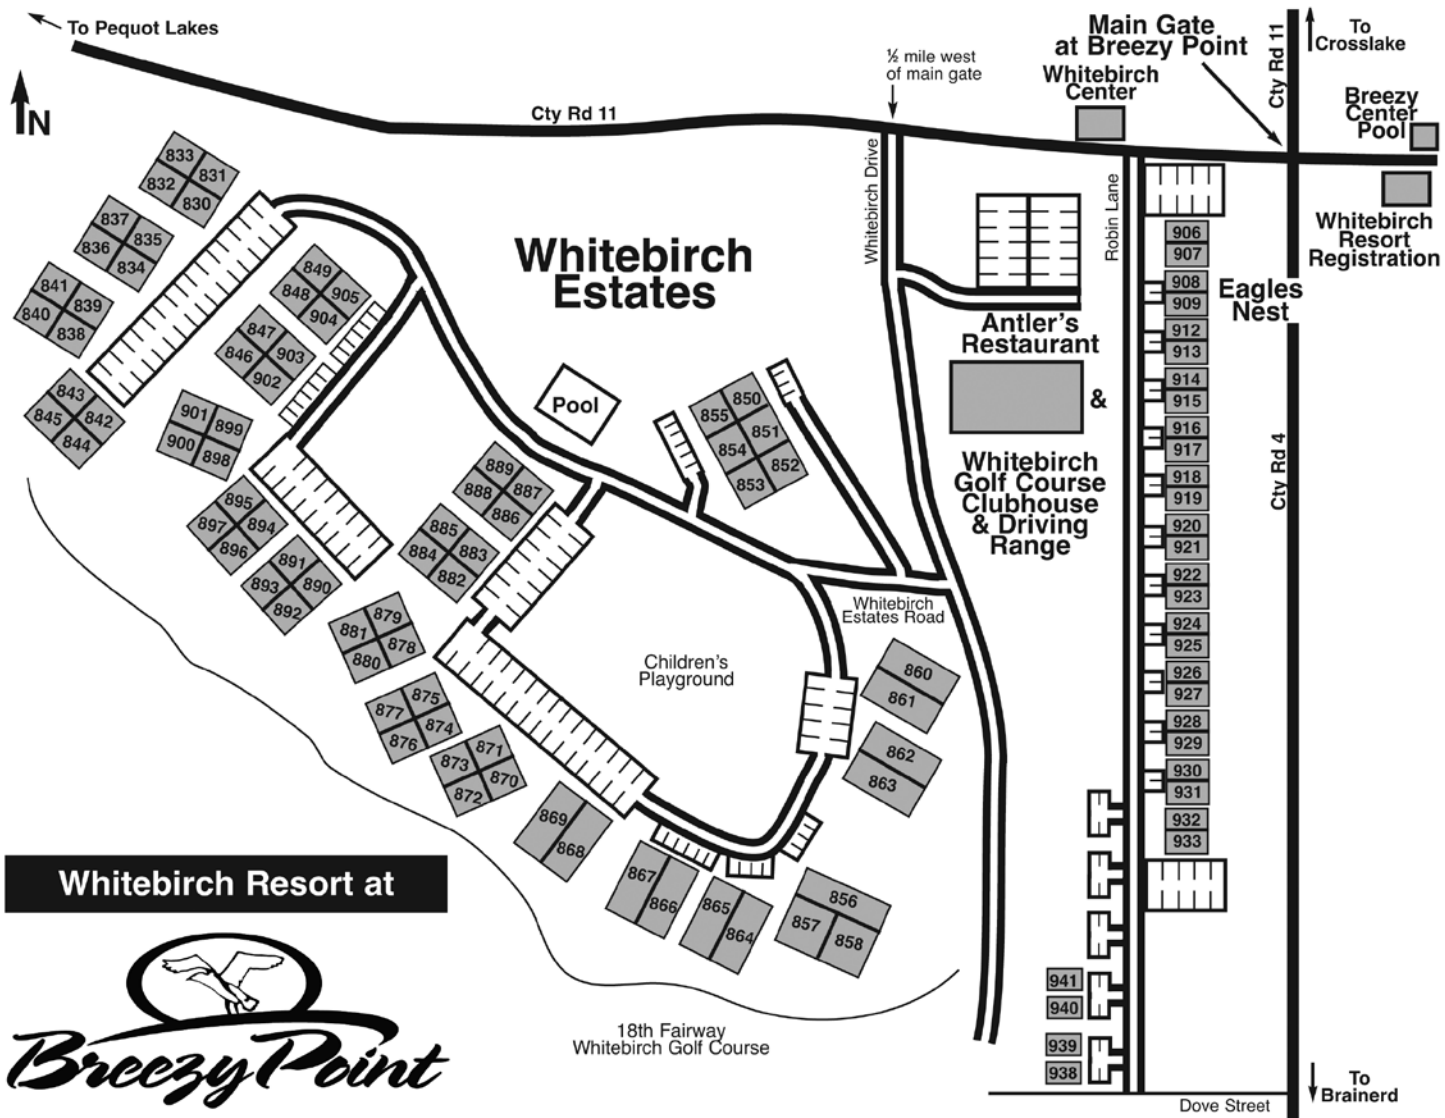 To Pequot Lakes
N
Cty Rd 11
½ mile west
of main gate
Main Gate
at Breezy Point
Whitebirch
Center
Cty Rd 11
To
Crosslake
Breezy
Center
Pool
Whitebirch
Resort
Registration
Whitebirch Drive
Robin Lane
Whitebirch
Estates
Pool
Antler's
Restaurant
&
Whitebirch
Golf Course
Clubhouse
& Driving
Range
Eagles
Nest
Cty Rd 4
Whitebirch
Estates Road
Children's
Playground
833
831
832
830
837
835
836
834
841
839
840
838
843
842
845
844
849
905
848
904
847
903
846
902
901
899
900
898
895
894
897
896
891
890
893
892
889
887
888
886
885
883
884
882
881
879
878
880
877
875
874
876
873
871
870
872
869
868
867
866
865
864
856
857
858
855
850
851
854
852
853
860
861
862
863
906
907
908
909
912
913
914
915
916
917
918
919
920
921
922
923
924
925
926
927
928
929
930
931
932
933
941
940
939
938
18th Fairway
Whitebirch Golf Course
Dove Street
To
Brainerd
Whitebirch Resort at
Breezy Point